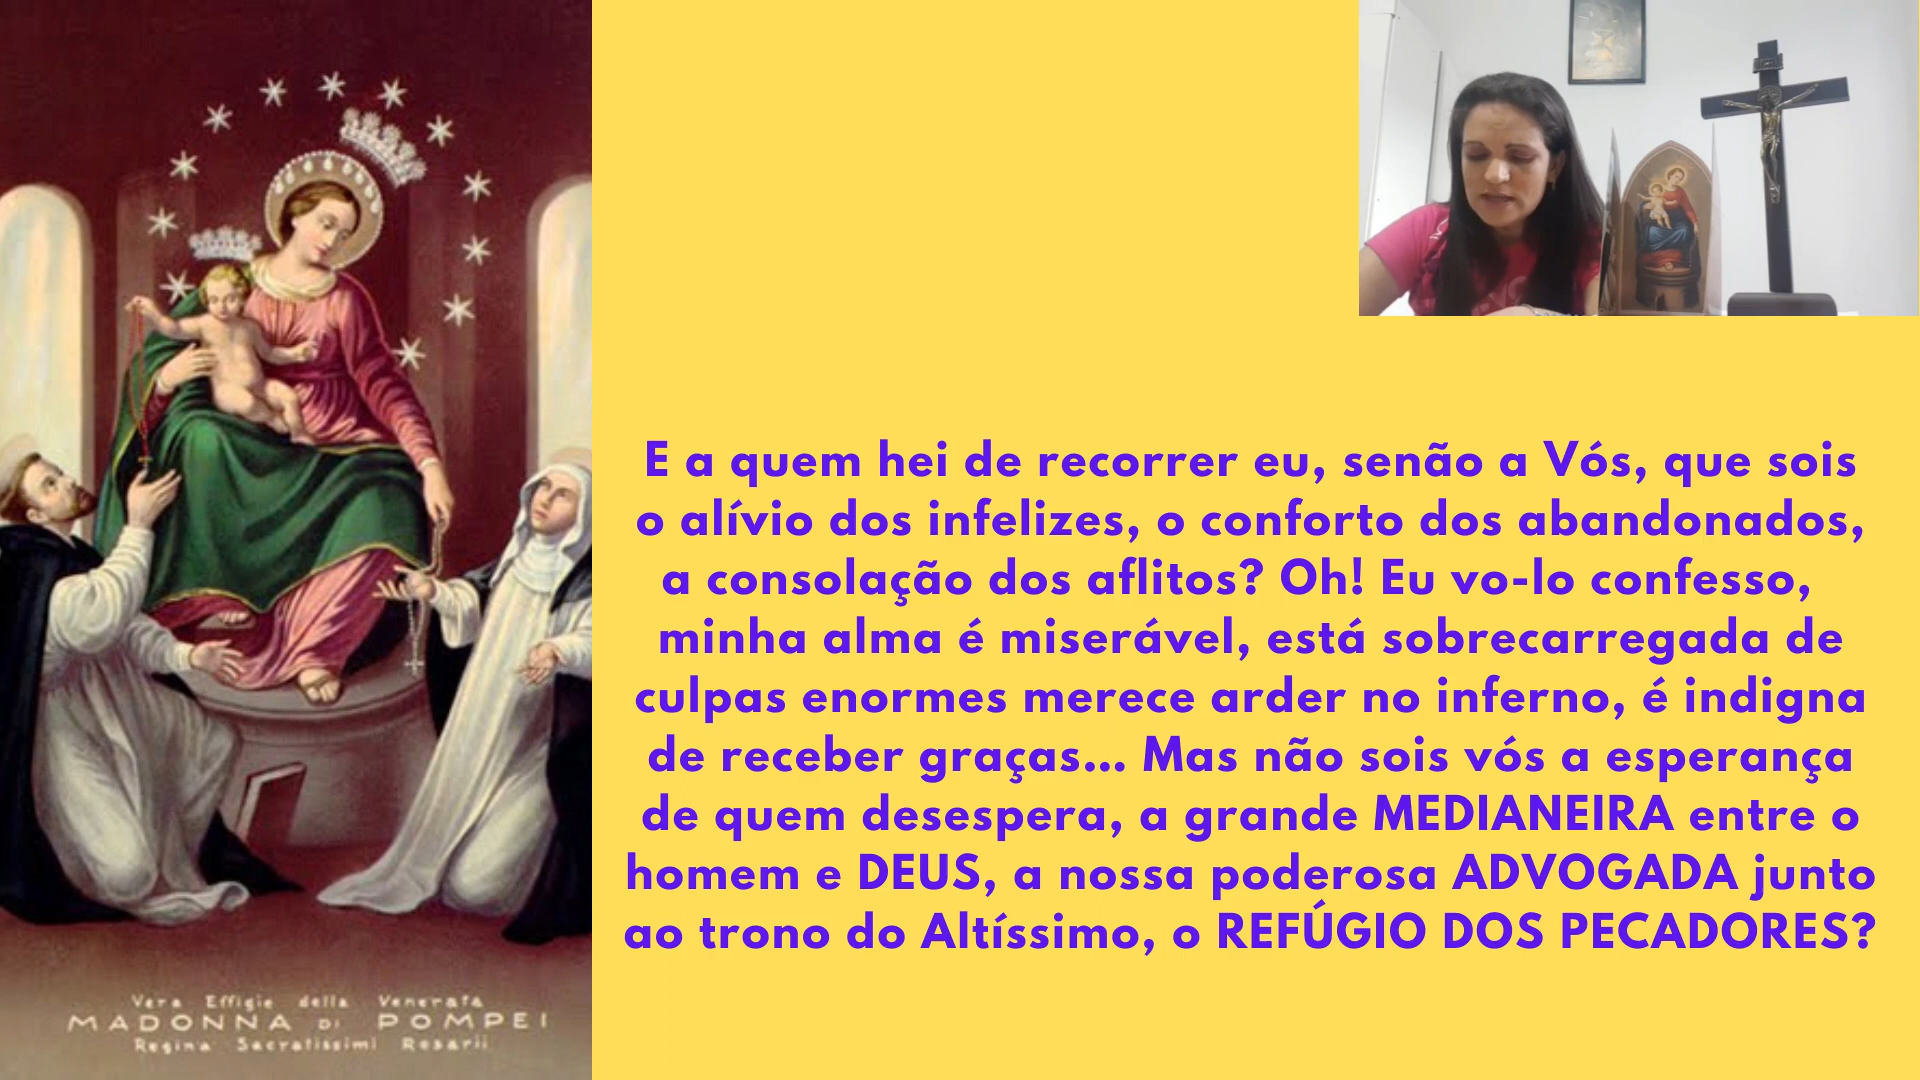 E a quem hei de recorrer eu, senão a Vós, que sois
o alívio dos infelizes, o conforto dos abandonados,
a consolação dos aflitos? Oh! Eu vo-lo confesso,
minha alma é miserável, está sobrecarregada de
culpas enormes merece arder no inferno, é indigna
de receber graças... Mas não sois vós a esperança
de quem desespera, a grande MEDIANEIRA entre o
homem e DEUS, a nossa poderosa ADVOGADA junto
ao trono do Altíssimo, o REFÚGIO DOS PECADORES?
Vera Effigie della Venerata
MADONNA DI POMPEI
Regina Sacratissimi Rosarii